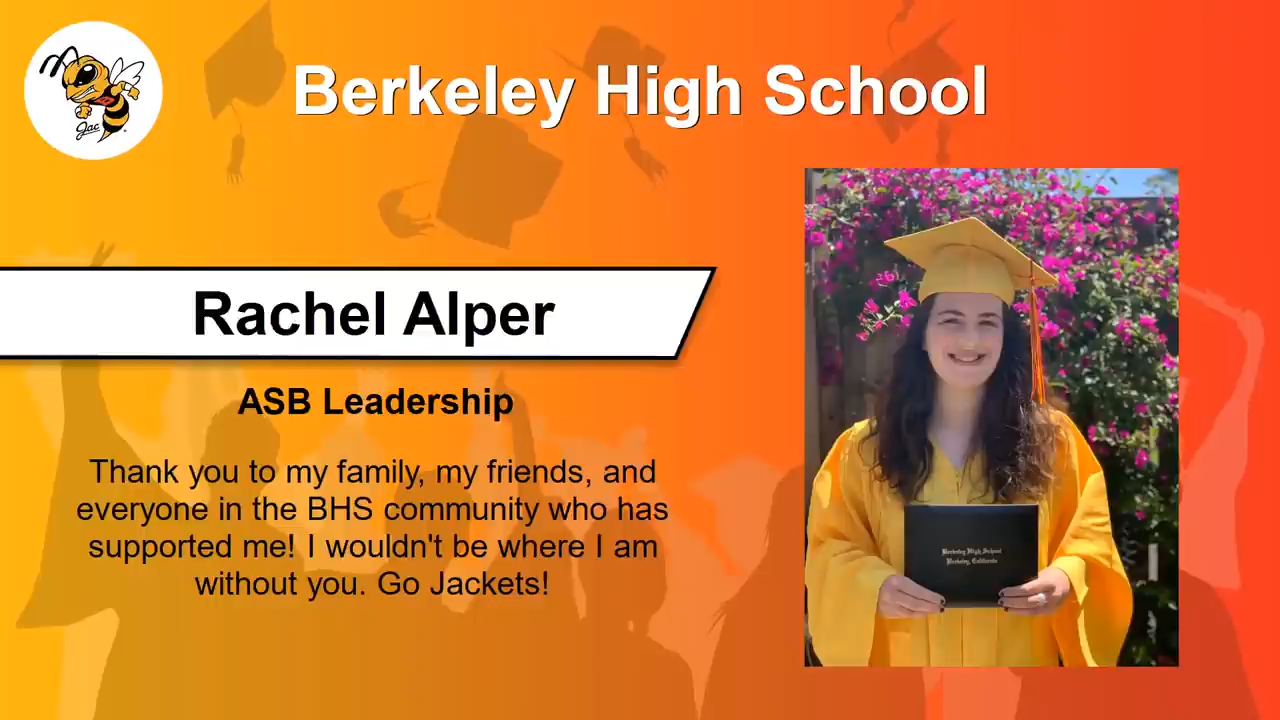 Jac
Berkeley High School
Rachel Alper
ASB Leadership
Thank you to my family, my friends, and
everyone in the BHS community who has
supported me! I wouldn't be where I am
without you. Go Jackets!
Berkeley High School
Berkeley, California